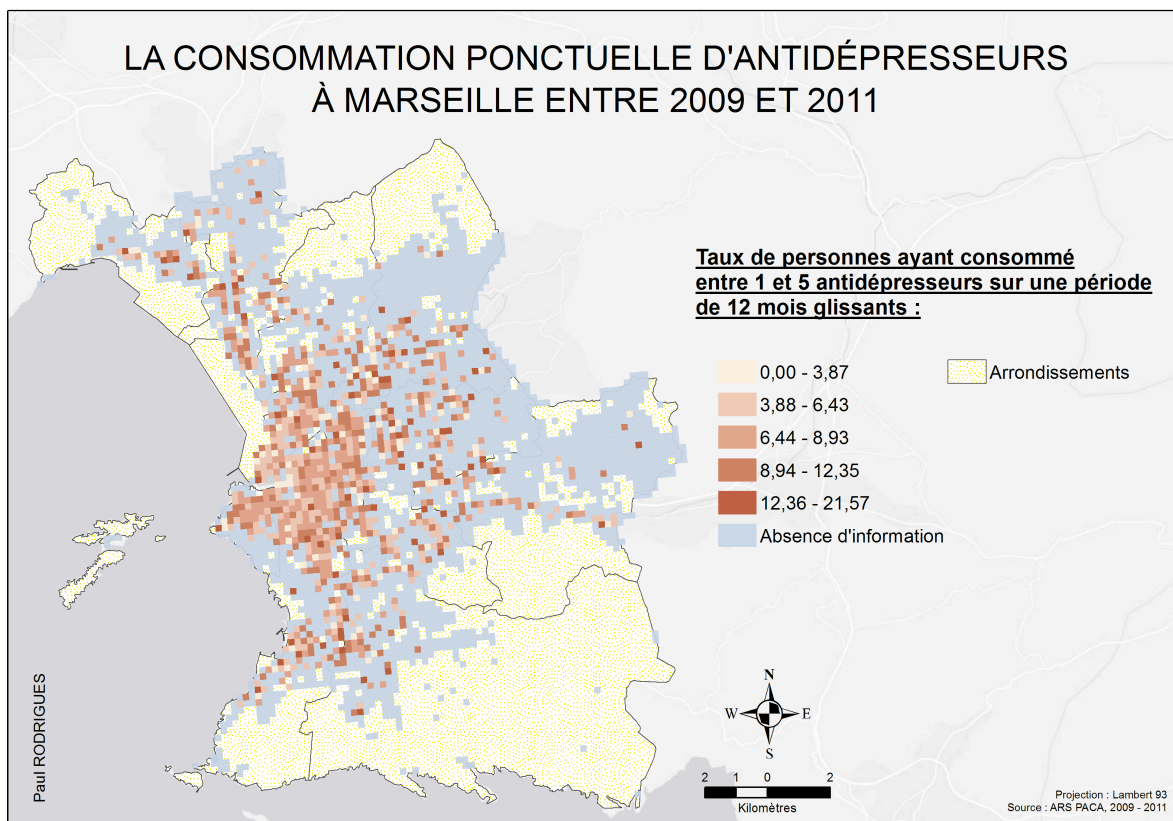 LA CONSOMMATION PONCTUELLE D'ANTIDÉPRESSEURS
À MARSEILLE ENTRE 2009 ET 2011
Taux de personnes ayant consommé
entre 1 et 5 antidépresseurs sur une période
de 12 mois glissants :
0,00 - 3,87
3,88 - 6,43
6,44 - 8,93
8,94 - 12,35
12,36 - 21,57
Absence d'information
Arrondissements
Paul RODRIGUES
N
W
E
S
2 1 0 2
Kilomètres
Projection : Lambert 93
Source : ARS PACA, 2009 - 2011